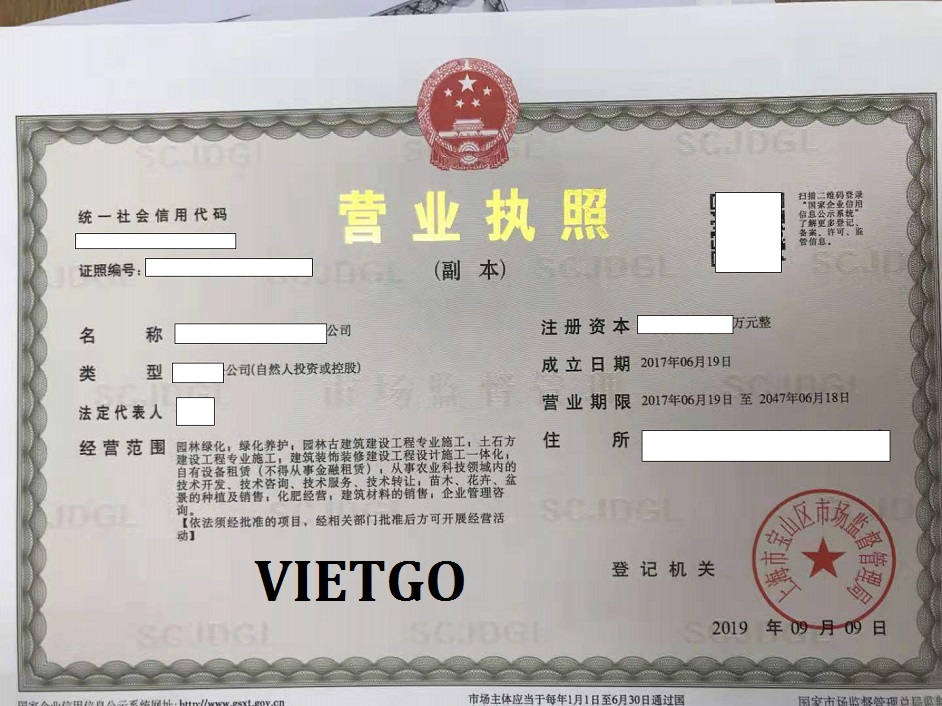 营业执照
(副 本)
统一社会信用代码
证照编号:
扫描二维码登录
“国家企业信用
信息公示系统”
了解更多登记、
备案、许可、监
管信息。
名 称 公司
类 型 公司(自然人投资或控股)
法定代表人
经营范围 园林绿化;绿化养护;园林古建筑建设工程专业施工;土石方
建设工程专业施工;建筑装饰装修建设工程设计施工一体化;
自有设备租赁(不得从事金融租赁),从事农业科技领域内的
技术开发、技术咨询、技术服务、技术转让;苗木、花卉、盆
景的种植及销售;化肥经营;建筑材料的销售;企业管理咨
询。
【依法须经批准的项目,经相关部门批准后方可开展经营活
动】
注册资本 万元整
成立日期 2017年06月19日
营业期限 2017年06月19日 至 2047年06月18日
住 所
VIETGO
登记机关
上海市宝山区市场监督管理局
2019 年 09 月 09 日
市场监督管理
SCJDGL
国家企业信用信息公示系统网址:http://www.gsxt.gov.cn
市场主体应当于每年1月1日至6月30日通过国
国家市场监督管理总局监制